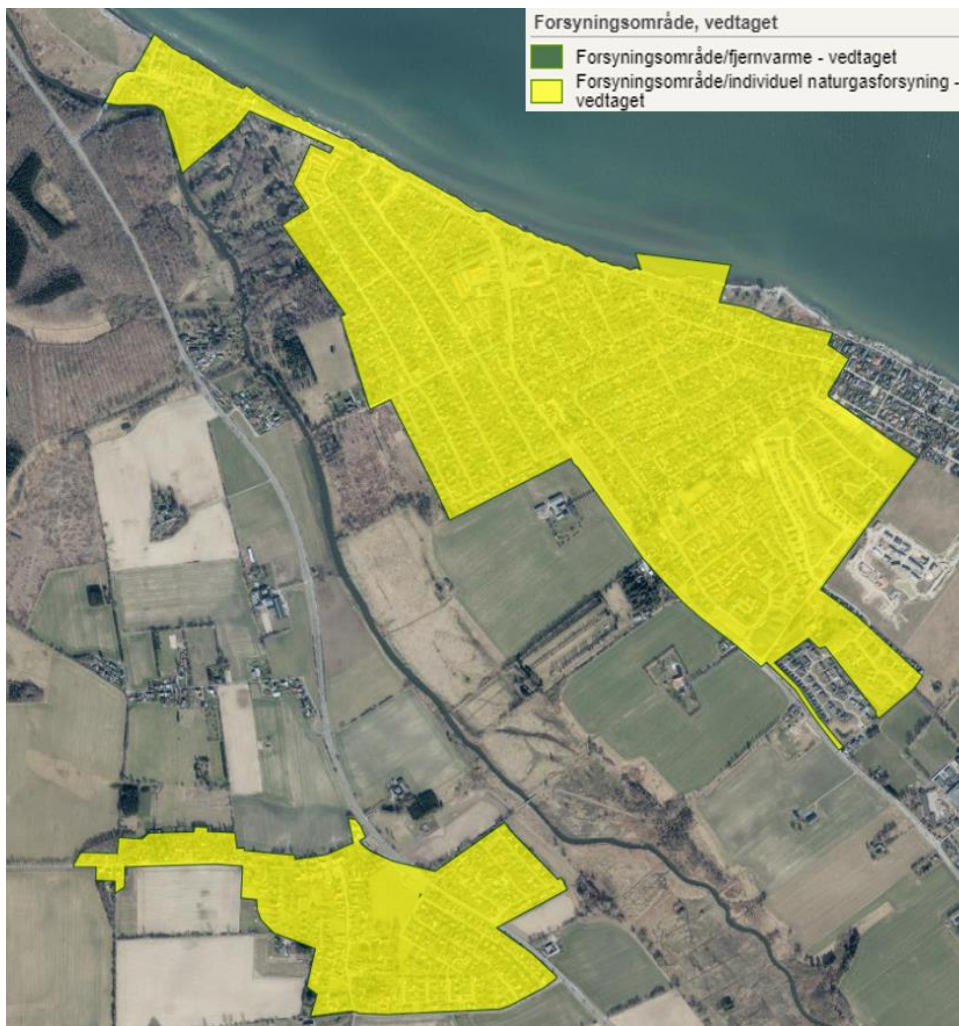 Forsyningsområde, vedtaget
Forsyningsområde/fjernvarme - vedtaget
Forsyningsområde/individuel naturgasforsyning -
vedtaget